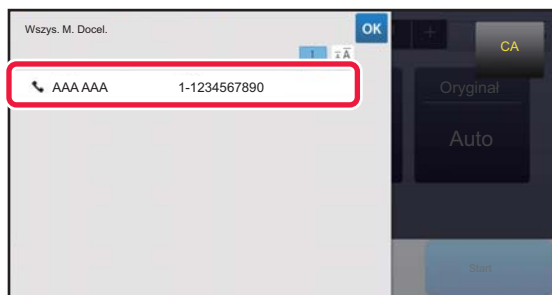 Wszys. M. Docel.
OK
CA
1
AAA AAA 1-1234567890
Oryginał
Auto
Start